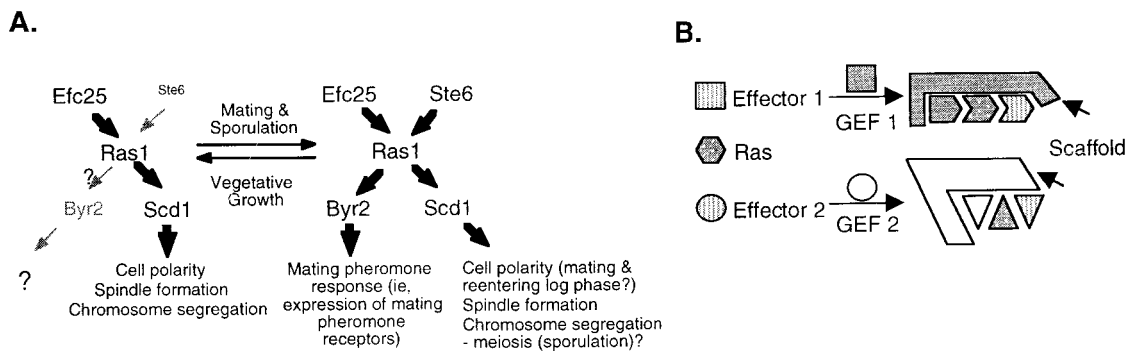 A.
Efc25
Ste6
Ras1
?
Byr2
Scd1
?
Cell polarity
Spindle formation
Chromosome segregation
Mating &
Sporulation
Vegetative
Growth
Efc25
Ste6
Ras1
Byr2
Scd1
Mating pheromone
response (ie,
expression of mating
pheromone
receptors)
Cell polarity (mating &
reentering log phase?)
Spindle formation
Chromosome segregation
- meiosis (sporulation)?
B.
Effector 1
GEF 1
Ras
Scaffold
Effector 2
GEF 2